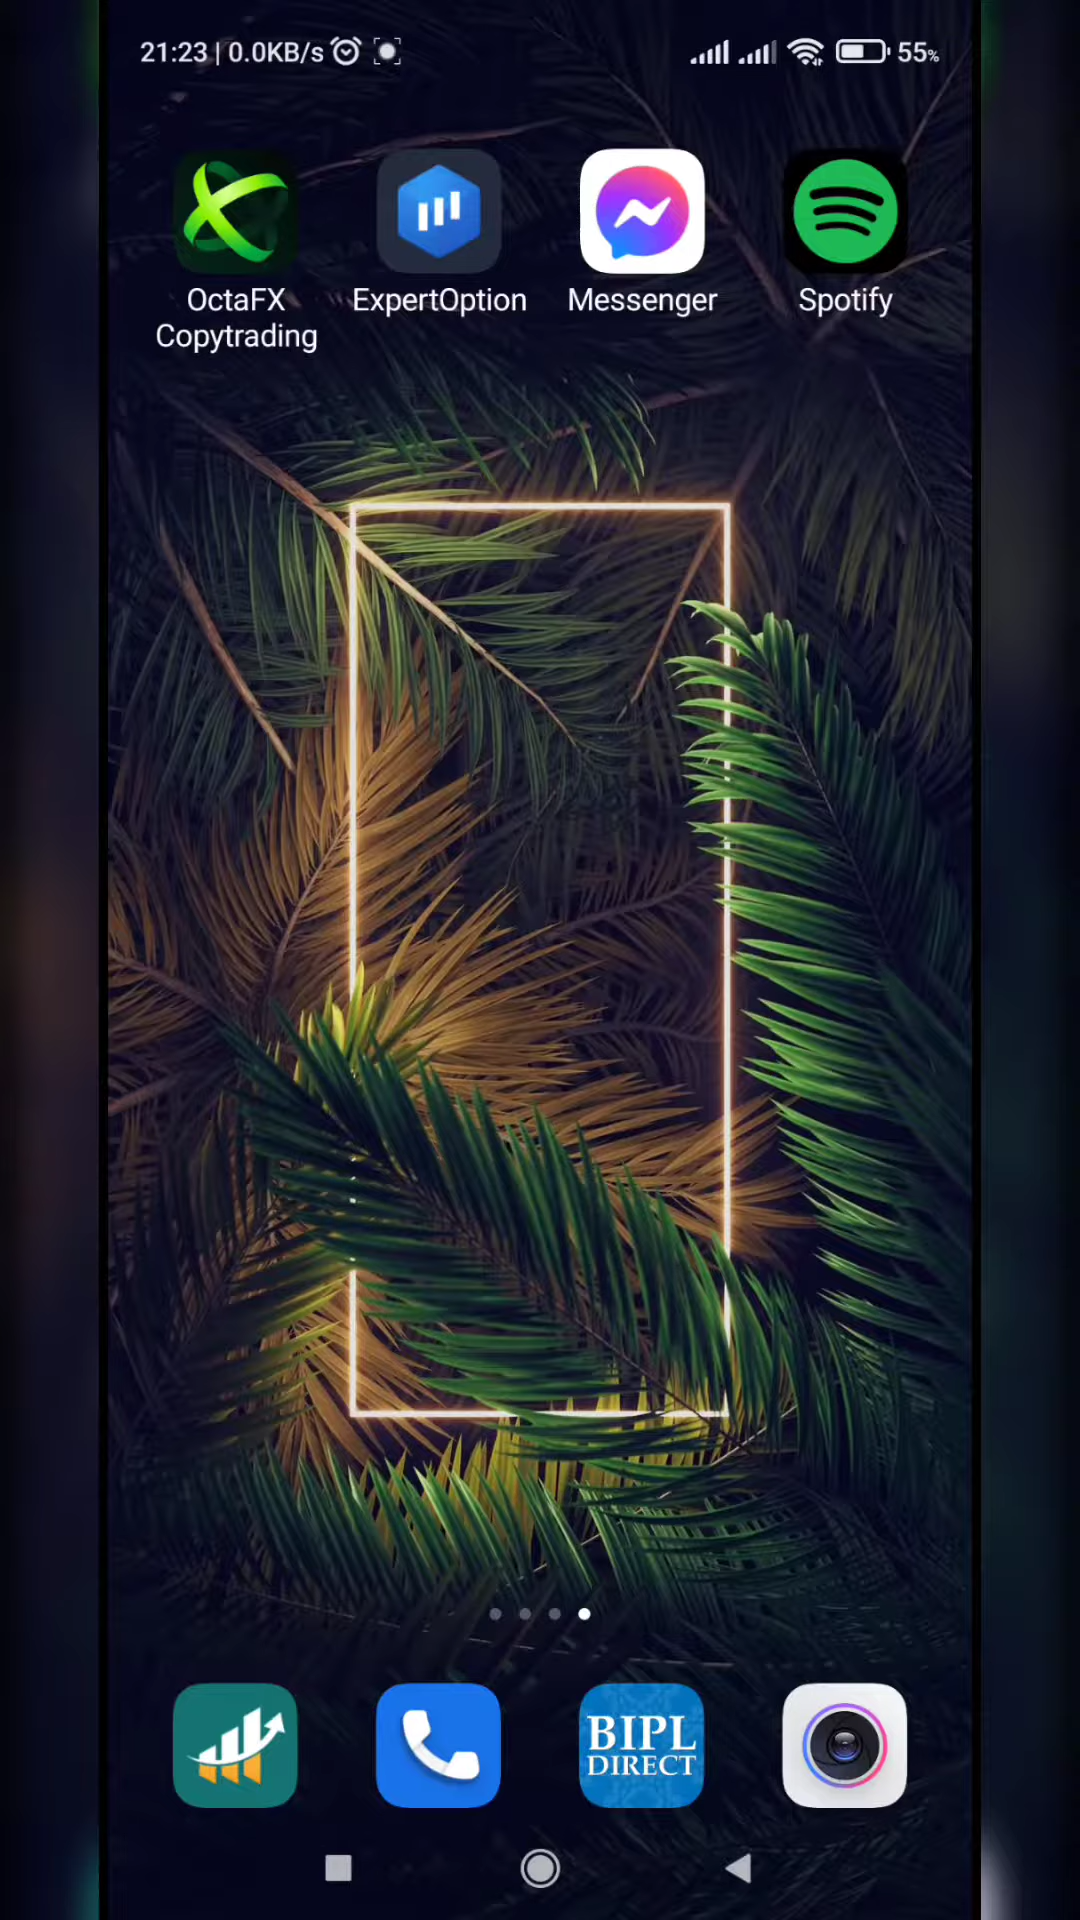 21:23 | 0.0KB/s 55%
OctaFX
Copytrading
ExpertOption
Messenger
Spotify
BIPL
DIRECT